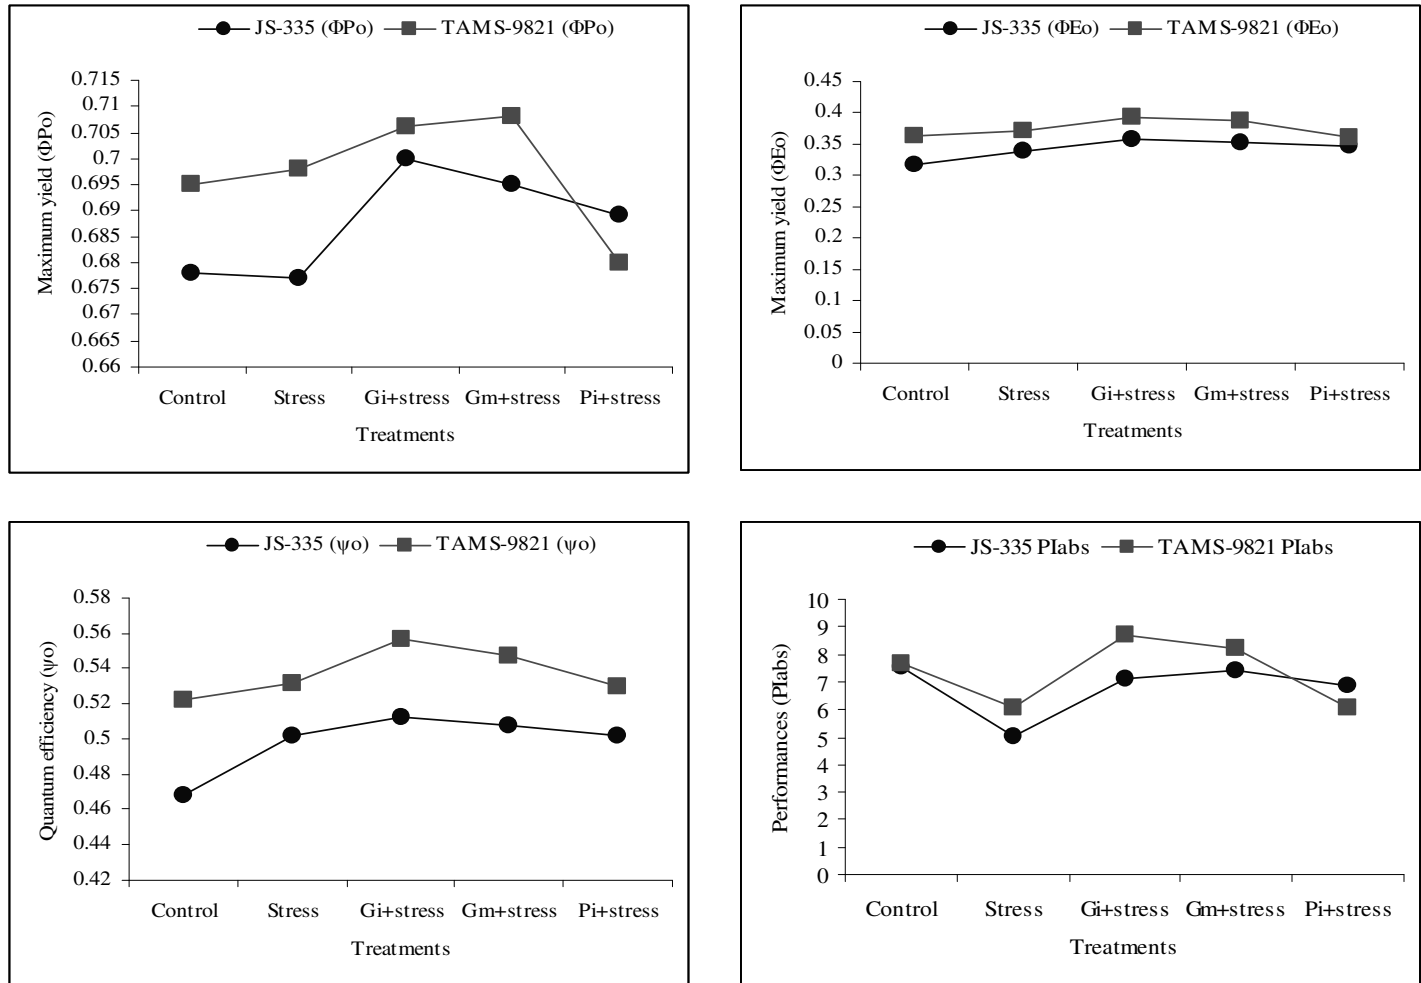 JS-335 (ΦPo) TAMS-9821 (ΦPo)
Maximum yield (ΦPo)
0.715
0.71
0.705
0.7
0.695
0.69
0.685
0.68
0.675
0.67
0.665
0.66
Control Stress Gi+stress Gm+stress Pi+stress
Treatments
JS-335 (ΦEo) TAMS-9821 (ΦEo)
Maximum yield (ΦEo)
0.45
0.4
0.35
0.3
0.25
0.2
0.15
0.1
0.05
0
Control Stress Gi+stress Gm+stress Pi+stress
Treatments
JS-335 (ψo) TAMS-9821 (ψo)
Quantum efficiency (ψo)
0.58
0.56
0.54
0.52
0.5
0.48
0.46
0.44
0.42
Control Stress Gi+stress Gm+stress Pi+stress
Treatments
JS-335 PIabs TAMS-9821 PIabs
Performances (PIabs)
10
9
8
7
6
5
4
3
2
1
0
Control Stress Gi+stress Gm+stress Pi+stress
Treatments